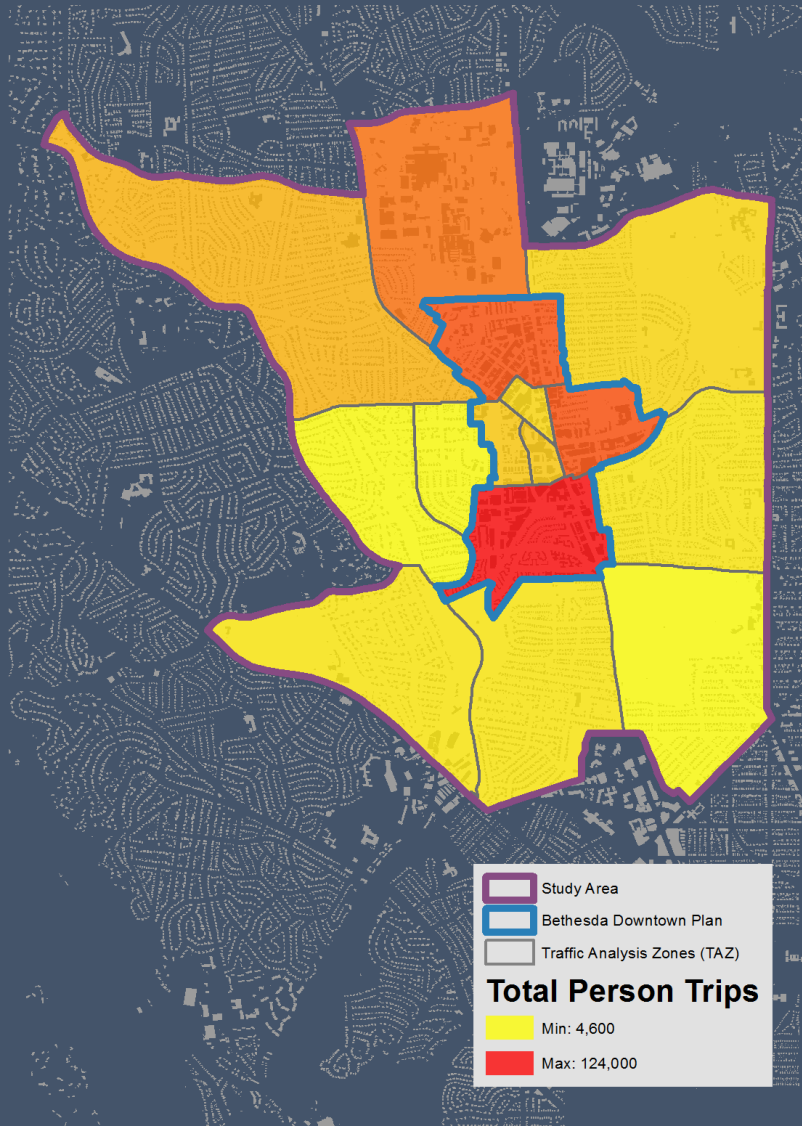 Study Area
Bethesda Downtown Plan
Traffic Analysis Zones (TAZ)
Total Person Trips
Min: 4,600
Max: 124,000